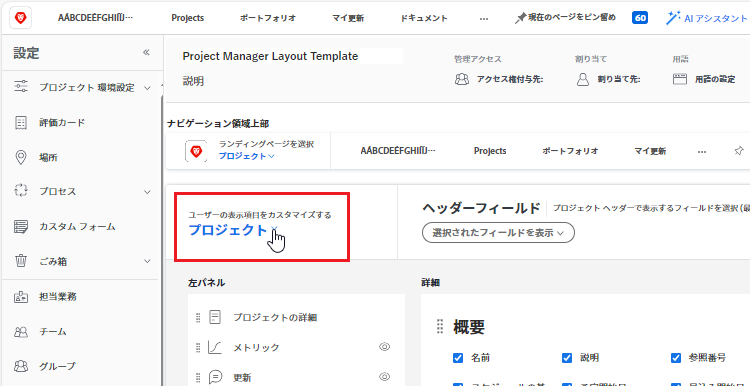 AÁBCDEÉFGHIÍIJ···
Projects
ポートフォリオ
マイ更新
ドキュメント
···
現在のページをピン留め
60
AI アシスタント
設定
Project Manager Layout Template
説明
管理アクセス
アクセス権付与先:
割り当て
割り当て先:
用語
用語の設定
プロジェクト 環境設定
評価カード
場所
プロセス
カスタム フォーム
ごみ箱
担当業務
チーム
グループ
ナビゲーション領域上部
ランディングページを選択
プロジェクト
AÁBCDEÉFGHIÍIJ···
Projects
ポートフォリオ
マイ更新
···
ユーザーの表示項目をカスタマイズする
プロジェクト
ヘッダーフィールド
プロジェクト ヘッダーで表示するフィールドを選択 (最
選択されたフィールドを表示
左パネル
プロジェクトの詳細
メトリック
更新
詳細
概要
名前
説明
参照番号